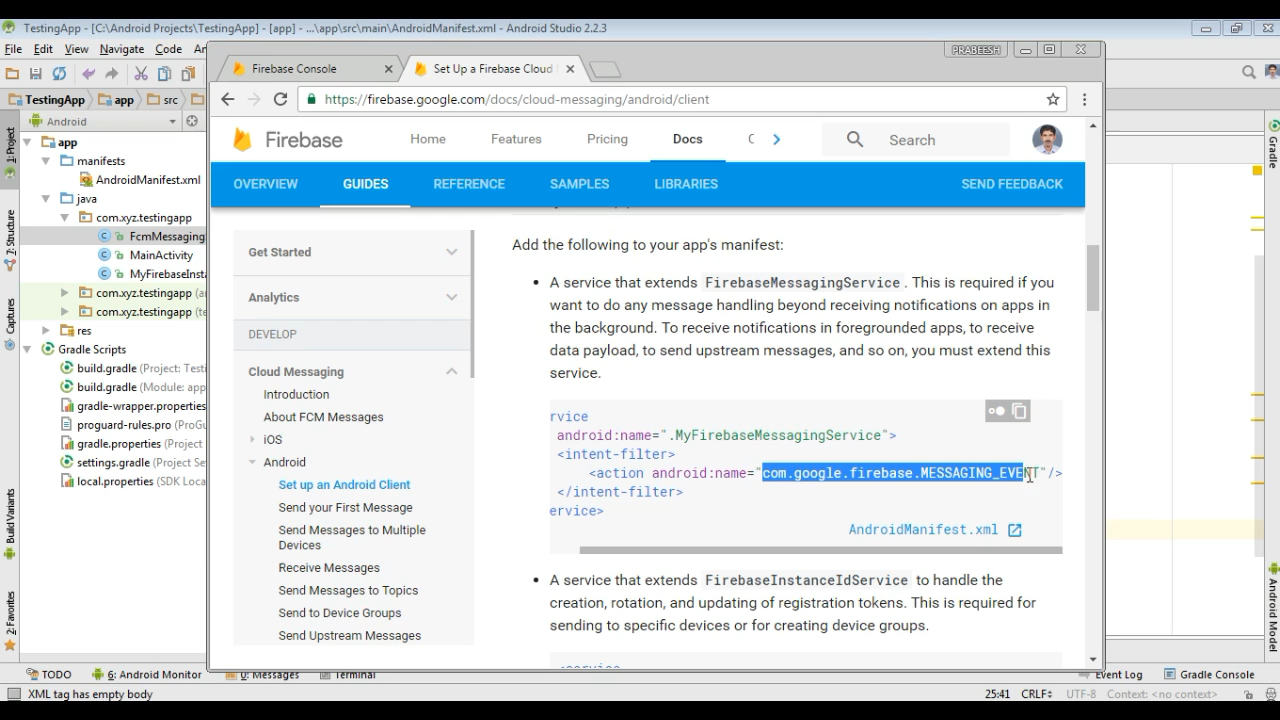 TestingApp - [C:\Android Projects\TestingApp] - [app] - ...\app\src\main\AndroidManifest.xml - Android Studio 2.2.3
File Edit View Navigate Code
PRABEESH
Firebase Console
Set Up a Firebase Cloud
https://firebase.google.com/docs/cloud-messaging/android/client
TestingApp app src
Android
Firebase
Home Features Pricing Docs C Search
OVERVIEW GUIDES REFERENCE SAMPLES LIBRARIES SEND FEEDBACK
1: Project
7: Structure
Captures
Build Variants
2: Favorites
app
manifests
AndroidManifest.xml
java
com.xyz.testingapp
FcmMessaging
MainActivity
MyFirebaseInsta
com.xyz.testingapp (a
com.xyz.testingapp (te
res
Gradle Scripts
build.gradle (Project: Testi
build.gradle (Module: app
gradle-wrapper.properties
proguard-rules.pro (ProGu
gradle.properties (Project
settings.gradle (Project Se
local.properties (SDK Loca
Get Started
Analytics
DEVELOP
Cloud Messaging
Introduction
About FCM Messages
iOS
Android
Set up an Android Client
Send your First Message
Send Messages to Multiple
Devices
Receive Messages
Send Messages to Topics
Send to Device Groups
Send Upstream Messages
Add the following to your app's manifest:
• A service that extends FirebaseMessagingService . This is required if you
want to do any message handling beyond receiving notifications on apps in
the background. To receive notifications in foregrounded apps, to receive
data payload, to send upstream messages, and so on, you must extend this
service.
rvice
android:name=".MyFirebaseMessagingService">
<intent-filter>
<action android:name="com.google.firebase.MESSAGING_EVENT"/>
</intent-filter>
ervice>
AndroidManifest.xml
• A service that extends FirebaseInstanceIdService to handle the
creation, rotation, and updating of registration tokens. This is required for
sending to specific devices or for creating device groups.
<service
Gradle
Android Model
TODO 6: Android Monitor 0: Messages Terminal Event Log Gradle Console
XML tag has empty body 25:41 CRLF UTF-8 Context: <no context>